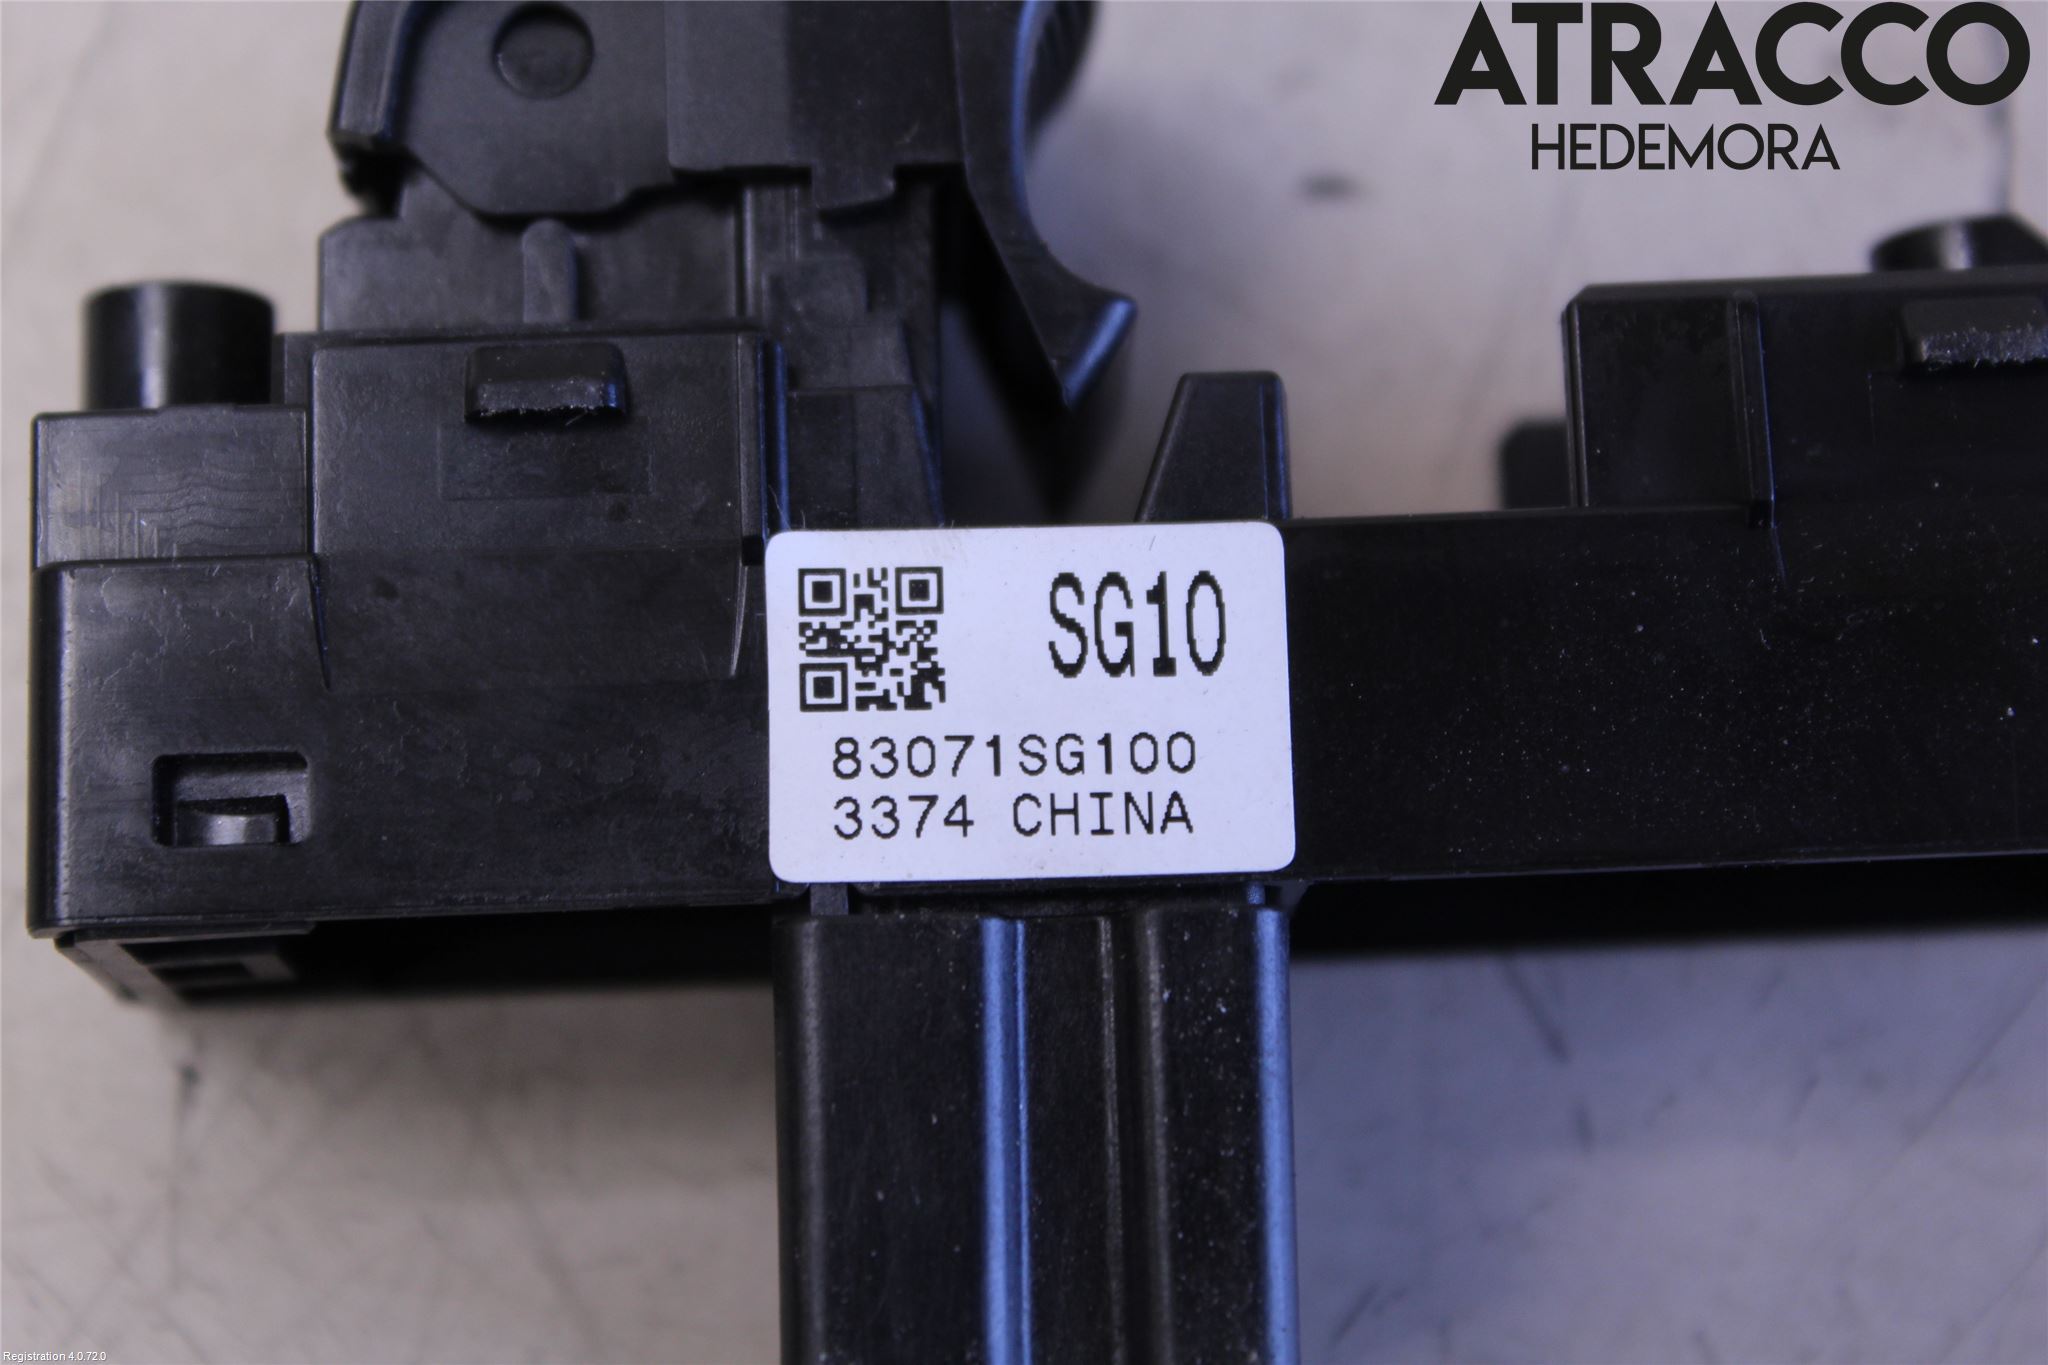 ATRACCO
HEDEMORA
SG10
83071SG100
3374 CHINA
Registration 4.0.72.0